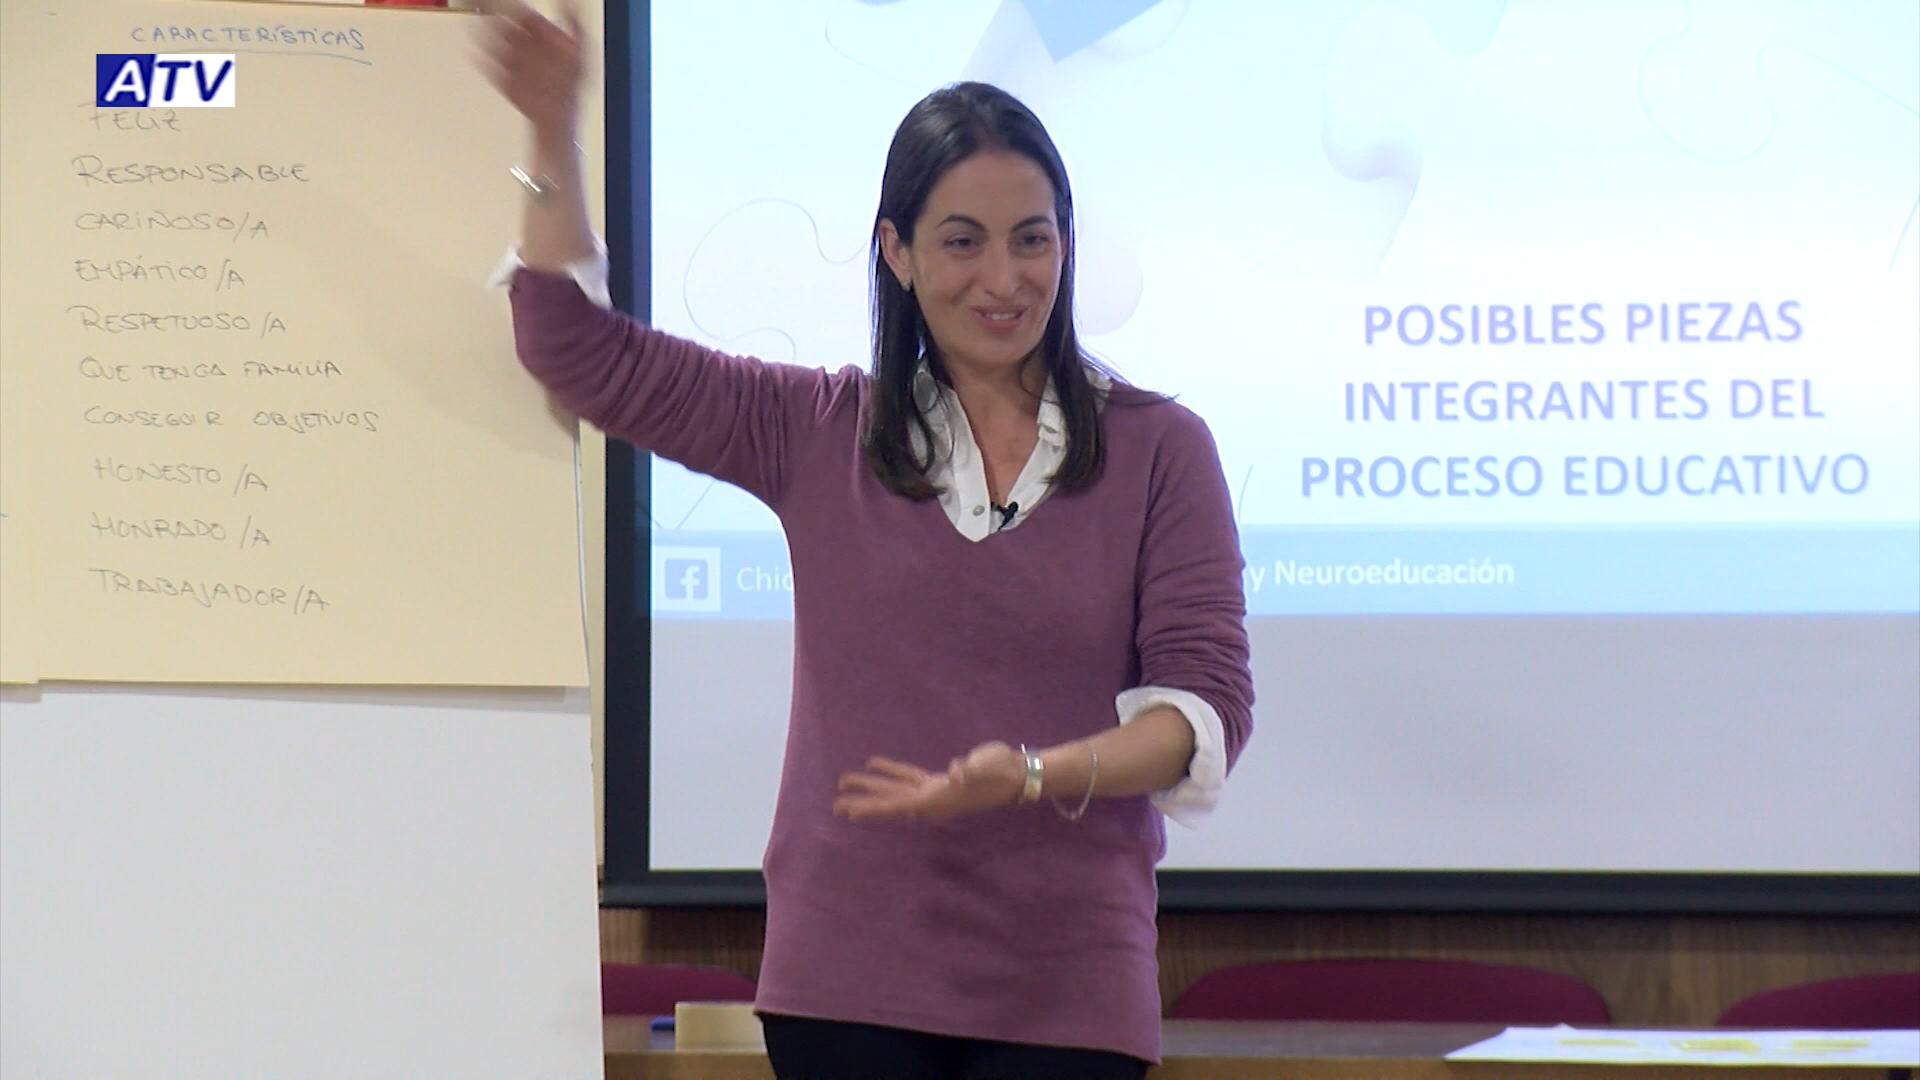 CARACTERÍSTICAS
ATV
FELIZ
RESPONSABLE
CARIÑOSO/A
EMPÁTICO/A
RESPETUOSO/A
QUE TENGA FAMILIA
CONSEGUIR OBJETIVOS
HONESTO/A
HONRADO/A
TRABAJADOR/A
POSIBLES PIEZAS
INTEGRANTES DEL
PROCESO EDUCATIVO
f
y Neuroeducación